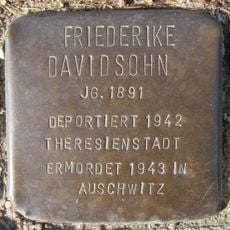 FRIEDERIKE
DAVIDSOHN
JG. 1891
DEPORTIERT 1942
THERESIENSTADT
ERMORDET 1943 IN
AUSCHWITZ